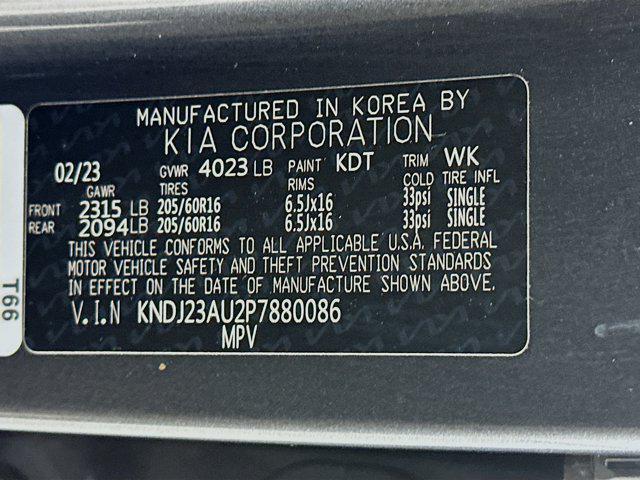 MANUFACTURED IN KOREA BY
KIA CORPORATION
02/23 GVWR 4023 LB PAINT KDT TRIM WK
GAWR TIRES RIMS COLD TIRE INFL
FRONT 2315 LB 205/60R16 6.5Jx16 33psi SINGLE
REAR 2094 LB 205/60R16 6.5Jx16 33psi SINGLE
THIS VEHICLE CONFORMS TO ALL APPLICABLE U.S.A. FEDERAL
MOTOR VEHICLE SAFETY AND THEFT PREVENTION STANDARDS
IN EFFECT ON THE DATE OF MANUFACTURE SHOWN ABOVE.
V.I.N KNDJ23AU2P7880086
MPV
T66